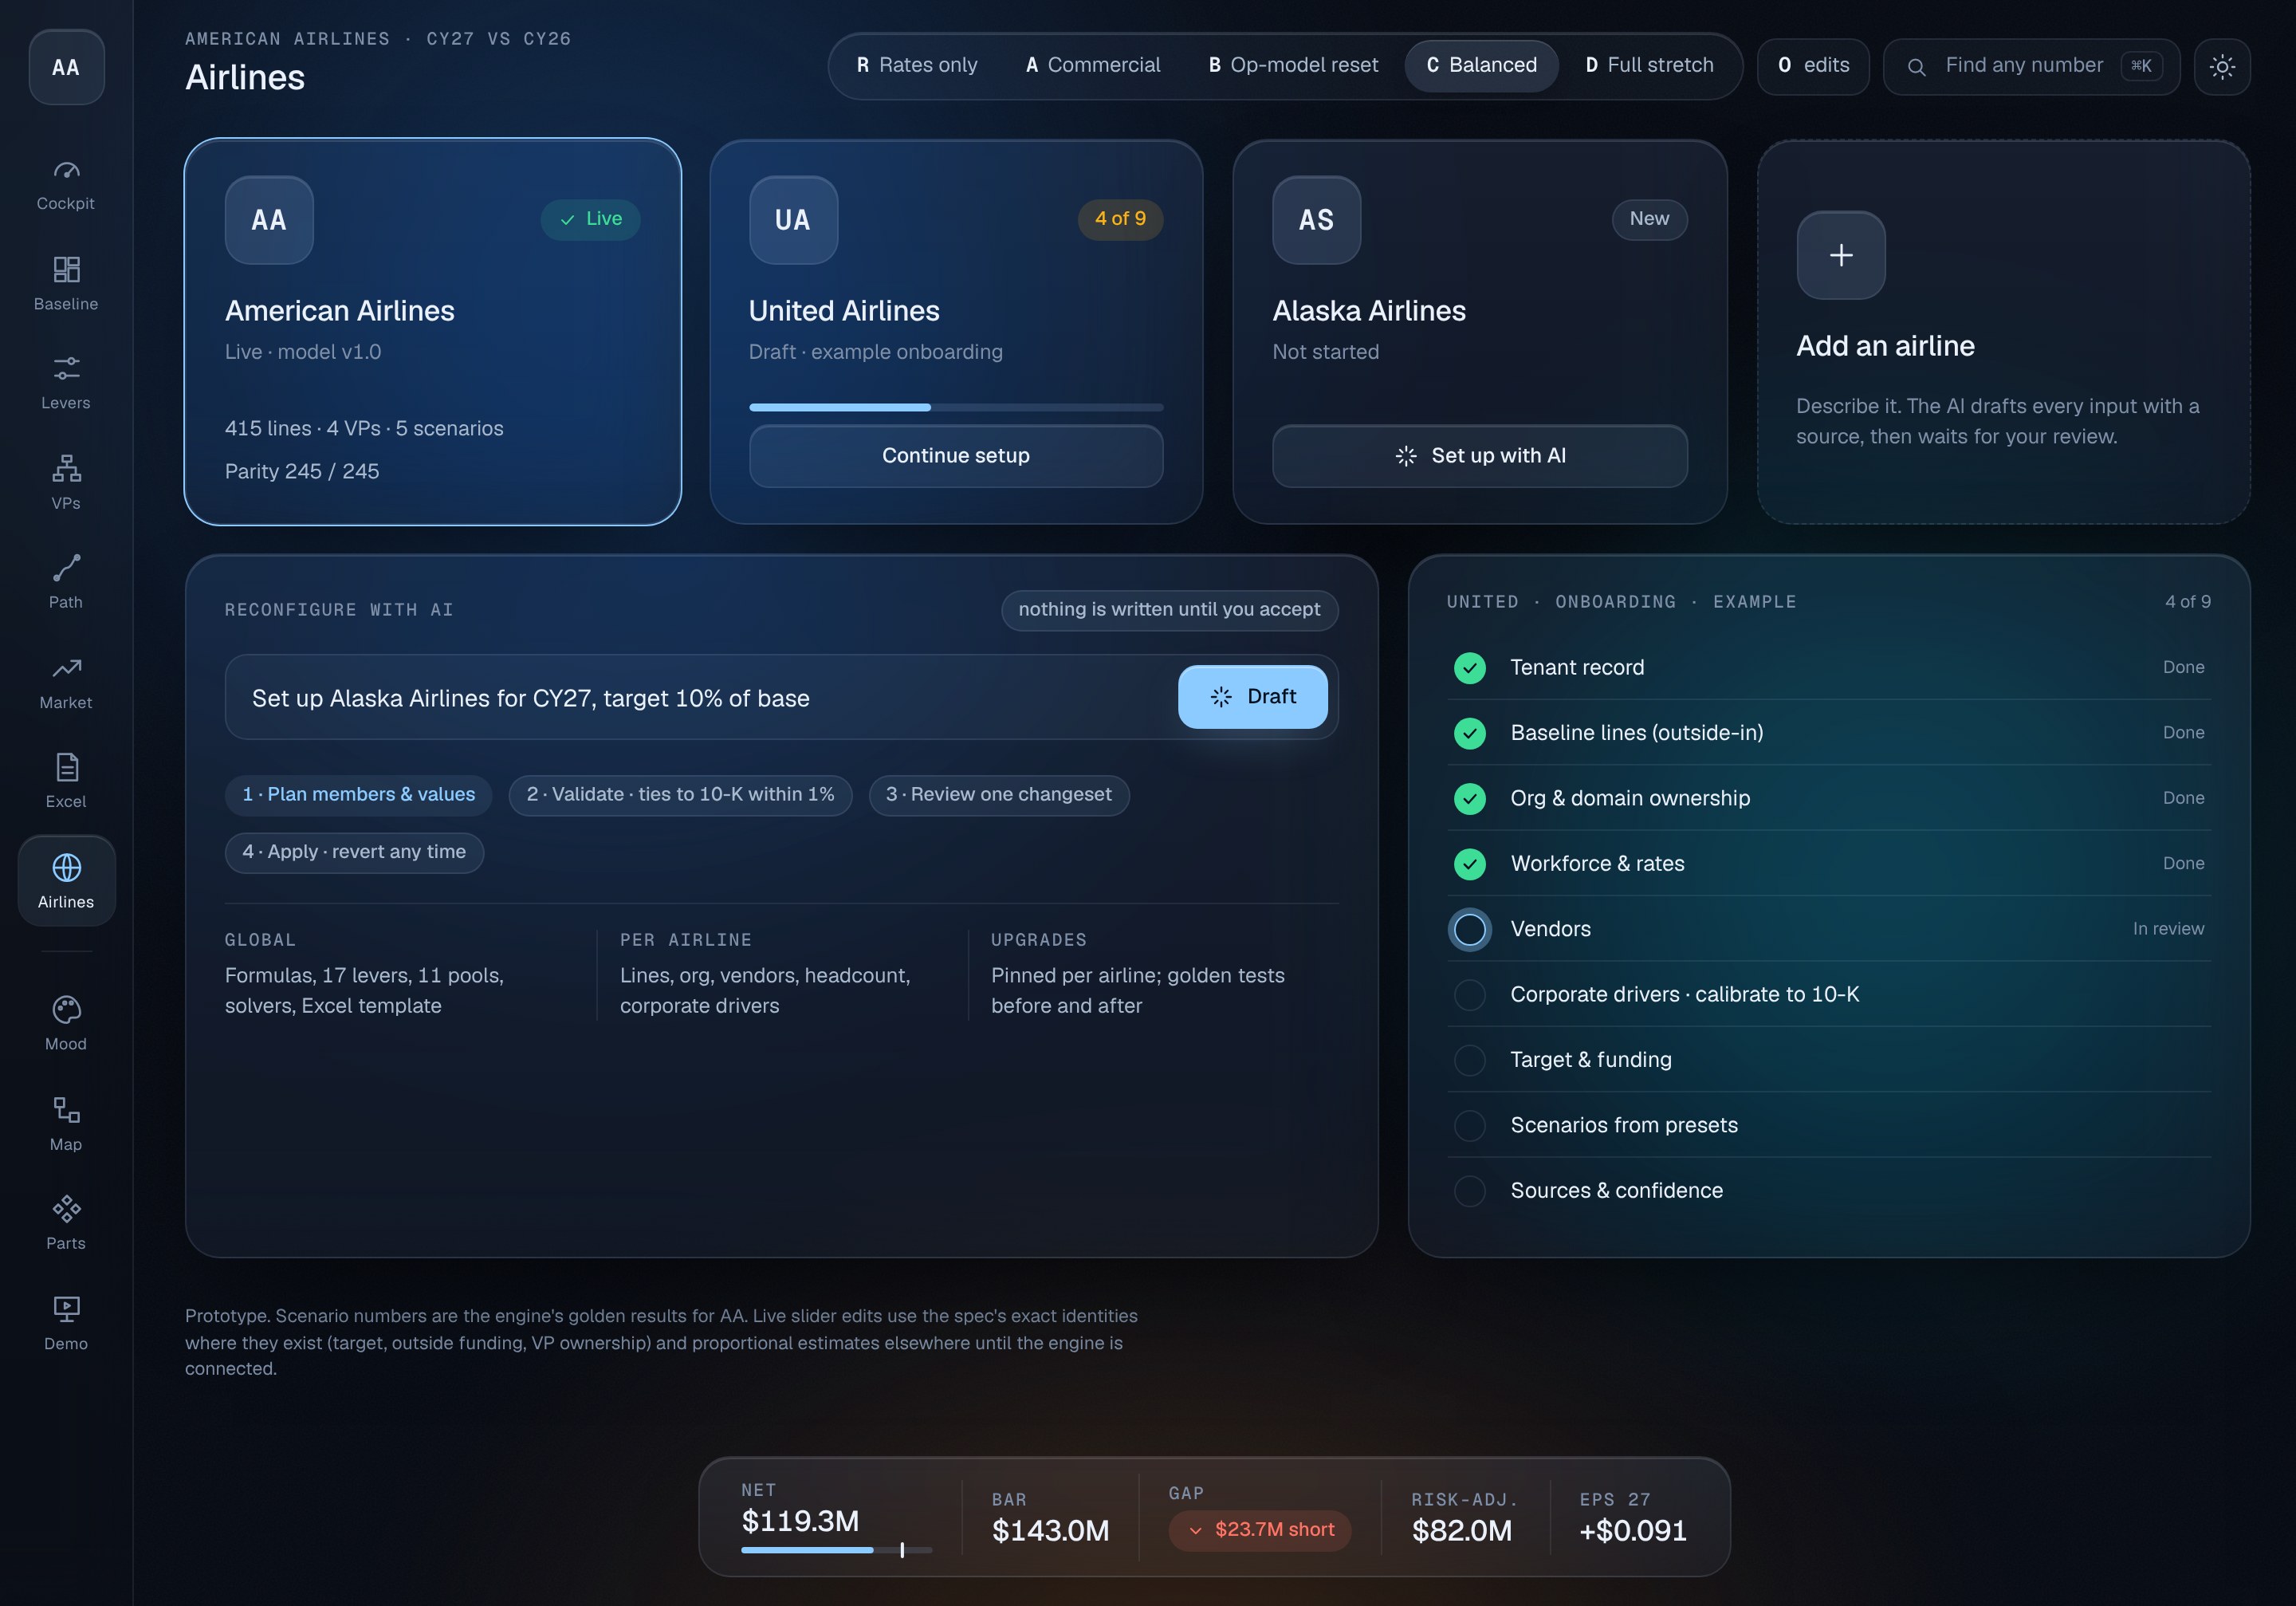 AA
Cockpit
Baseline
Levers
VPs
Path
Market
Excel
Airlines
Mood
Map
Parts
Demo
AMERICAN AIRLINES · CY27 VS CY26
Airlines
R Rates only
A Commercial
B Op-model reset
C Balanced
D Full stretch
0 edits
Find any number ⌘K
AA
Live
American Airlines
Live · model v1.0
415 lines · 4 VPs · 5 scenarios
Parity 245 / 245
UA
4 of 9
United Airlines
Draft · example onboarding
Continue setup
AS
New
Alaska Airlines
Not started
Set up with AI
Add an airline
Describe it. The AI drafts every input with a
source, then waits for your review.
RECONFIGURE WITH AI
nothing is written until you accept
Set up Alaska Airlines for CY27, target 10% of base
Draft
1 · Plan members & values
2 · Validate · ties to 10-K within 1%
3 · Review one changeset
4 · Apply · revert any time
GLOBAL
Formulas, 17 levers, 11 pools,
solvers, Excel template
PER AIRLINE
Lines, org, vendors, headcount,
corporate drivers
UPGRADES
Pinned per airline; golden tests
before and after
UNITED · ONBOARDING · EXAMPLE
4 of 9
Tenant record Done
Baseline lines (outside-in) Done
Org & domain ownership Done
Workforce & rates Done
Vendors In review
Corporate drivers · calibrate to 10-K
Target & funding
Scenarios from presets
Sources & confidence
Prototype. Scenario numbers are the engine's golden results for AA. Live slider edits use the spec's exact identities
where they exist (target, outside funding, VP ownership) and proportional estimates elsewhere until the engine is
connected.
NET
$119.3M
BAR
$143.0M
GAP
$23.7M short
RISK-ADJ.
$82.0M
EPS 27
+$0.091